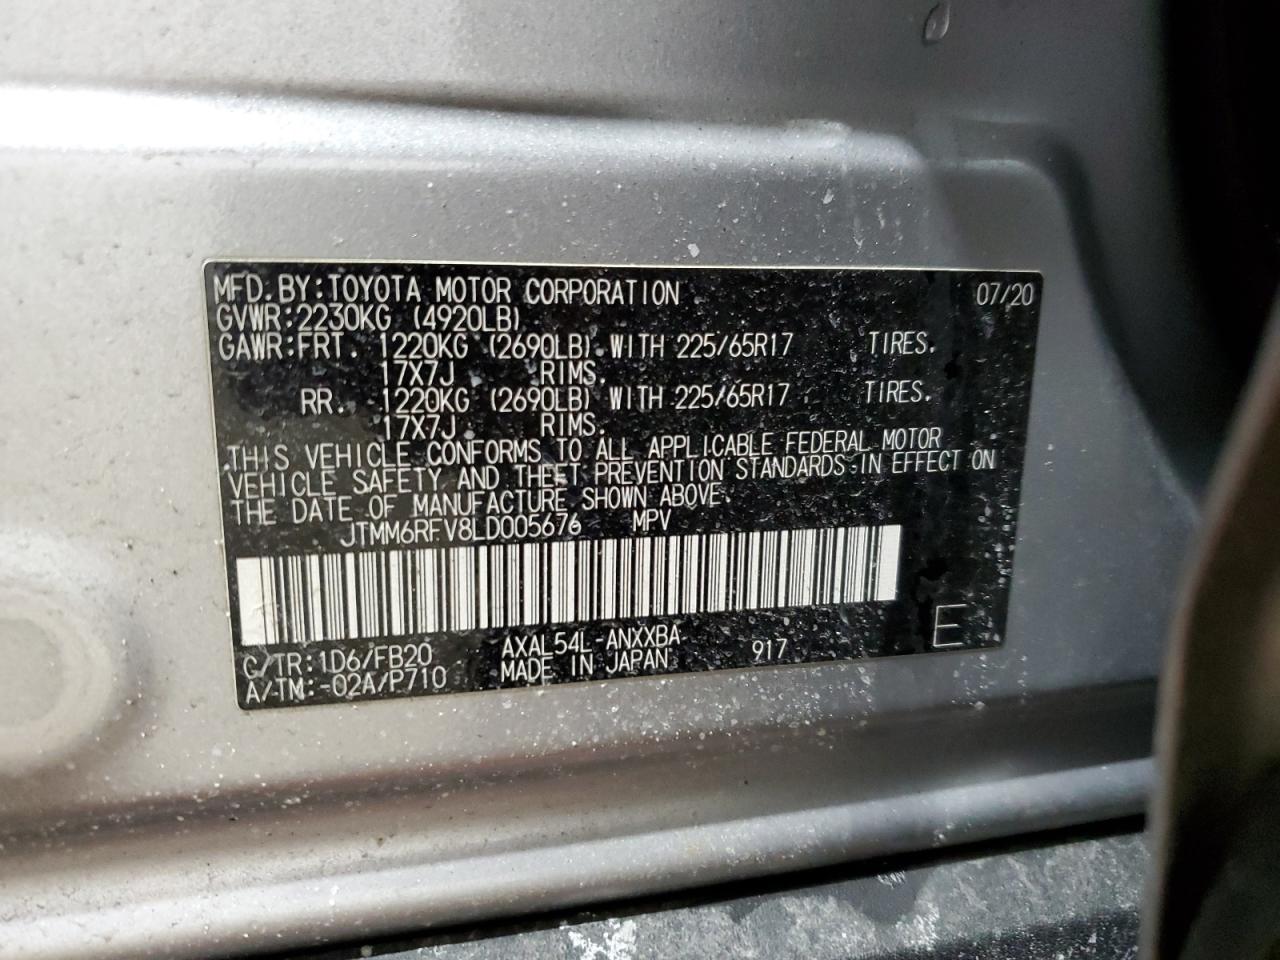 MFD. BY: TOYOTA MOTOR CORPORATION 07/20
GVWR: 2230KG (4920LB)
GAWR: FRT. 1220KG (2690LB) WITH 225/65R17 TIRES.
17X7J RIMS.
RR. 1220KG (2690LB) WITH 225/65R17 TIRES.
17X7J RIMS.
THIS VEHICLE CONFORMS TO ALL APPLICABLE FEDERAL MOTOR
VEHICLE SAFETY AND THEFT PREVENTION STANDARDS IN EFFECT ON
THE DATE OF MANUFACTURE SHOWN ABOVE.
JTMM6RFV8LD005676 MPV
C/TR: 1D6/FB20 AXAL54L-ANXXBA 917 E
A/TM: -02A/P710 MADE IN JAPAN